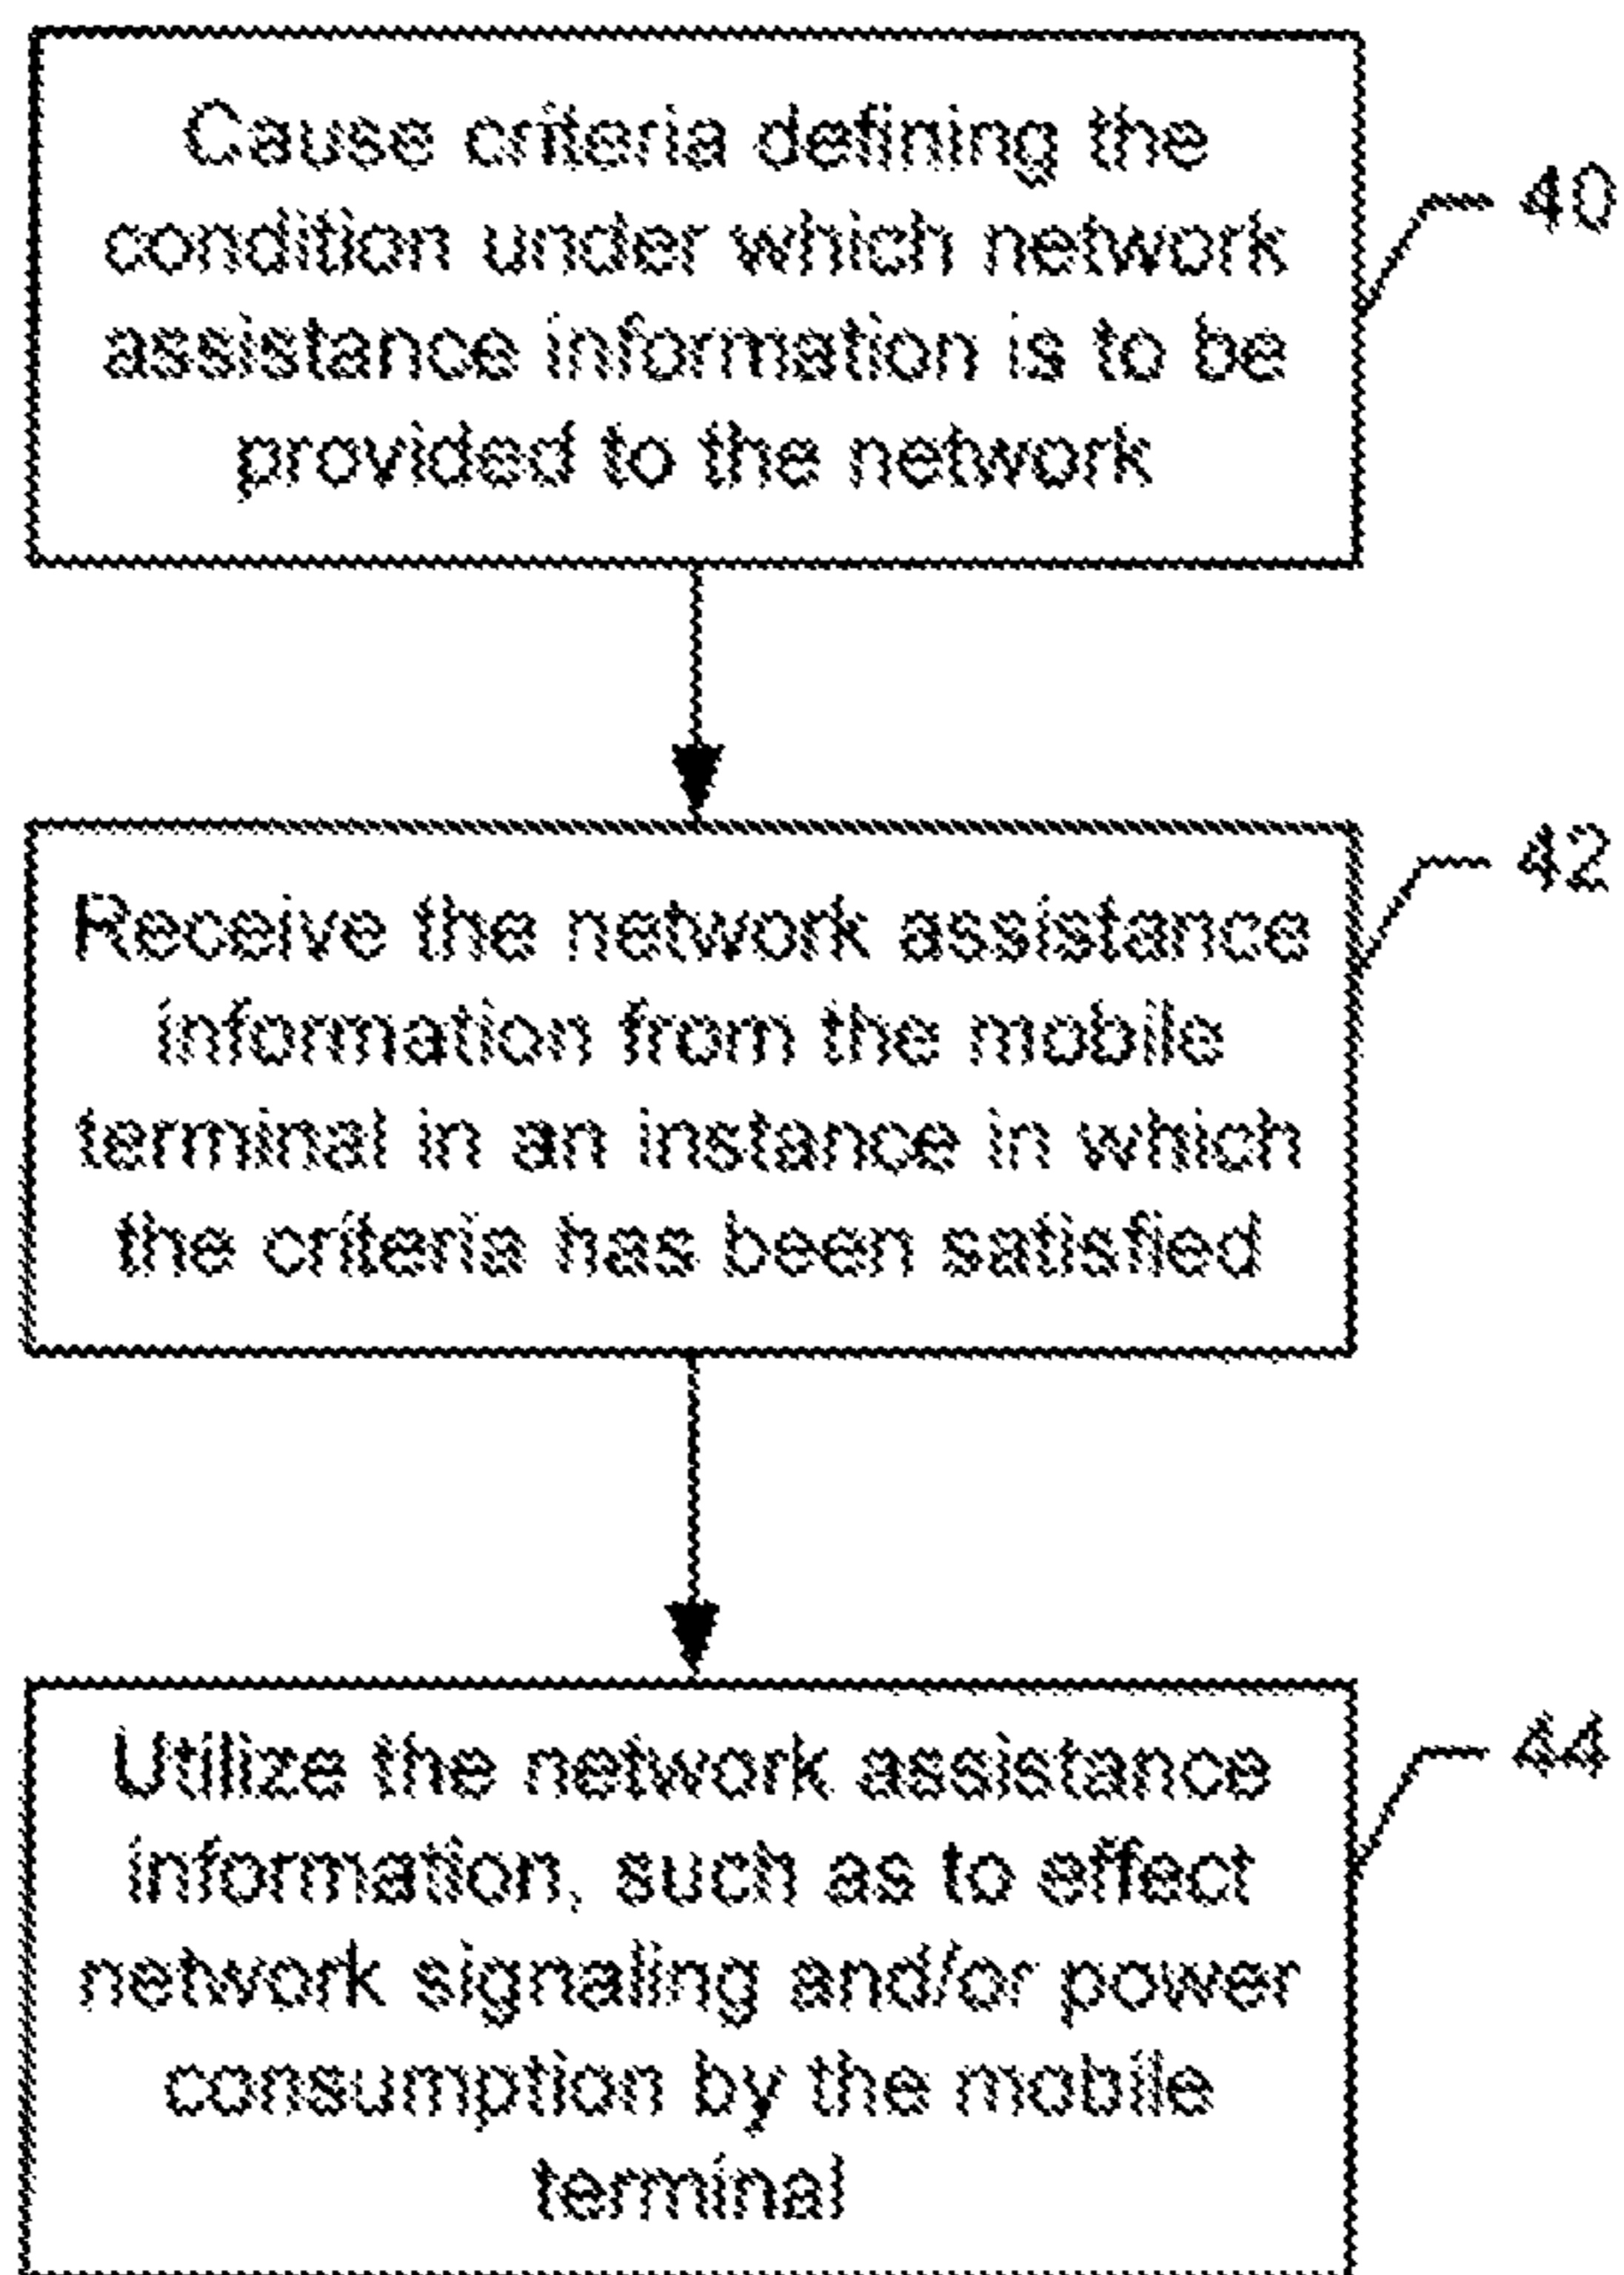 Cause criteria defining the
condition under which network
assistance information is to be
provided to the network
40
Receive the network assistance
information from the mobile
terminal in an instance in which
the criteria has been satisfied
42
Utilize the network assistance
information, such as to effect
network signaling and/or power
consumption by the mobile
terminal
44